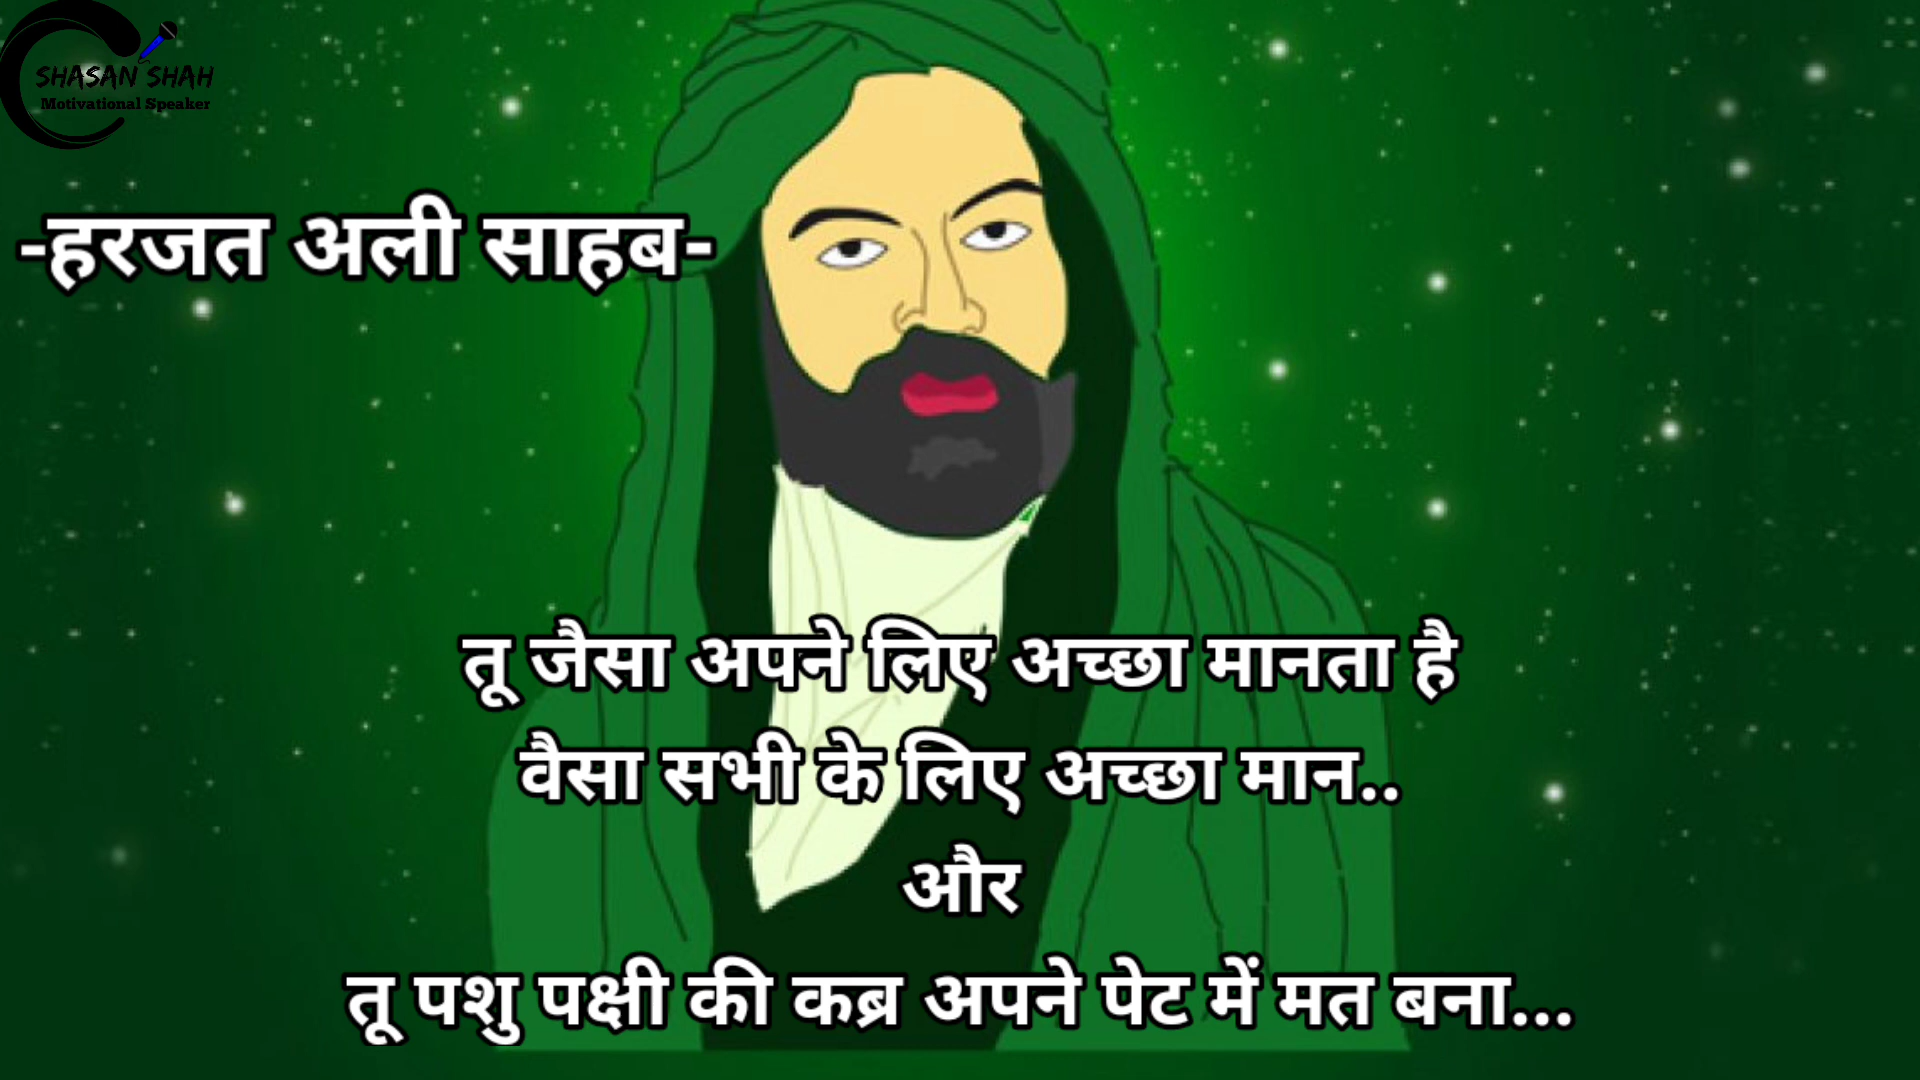 SHASAN SHAH
Motivational Speaker
-हरजत अली साहब-
तू जैसा अपने लिए अच्छा मानता है
वैसा सभी के लिए अच्छा मान..
और
तू पशु पक्षी की कब्र अपने पेट में मत बना...